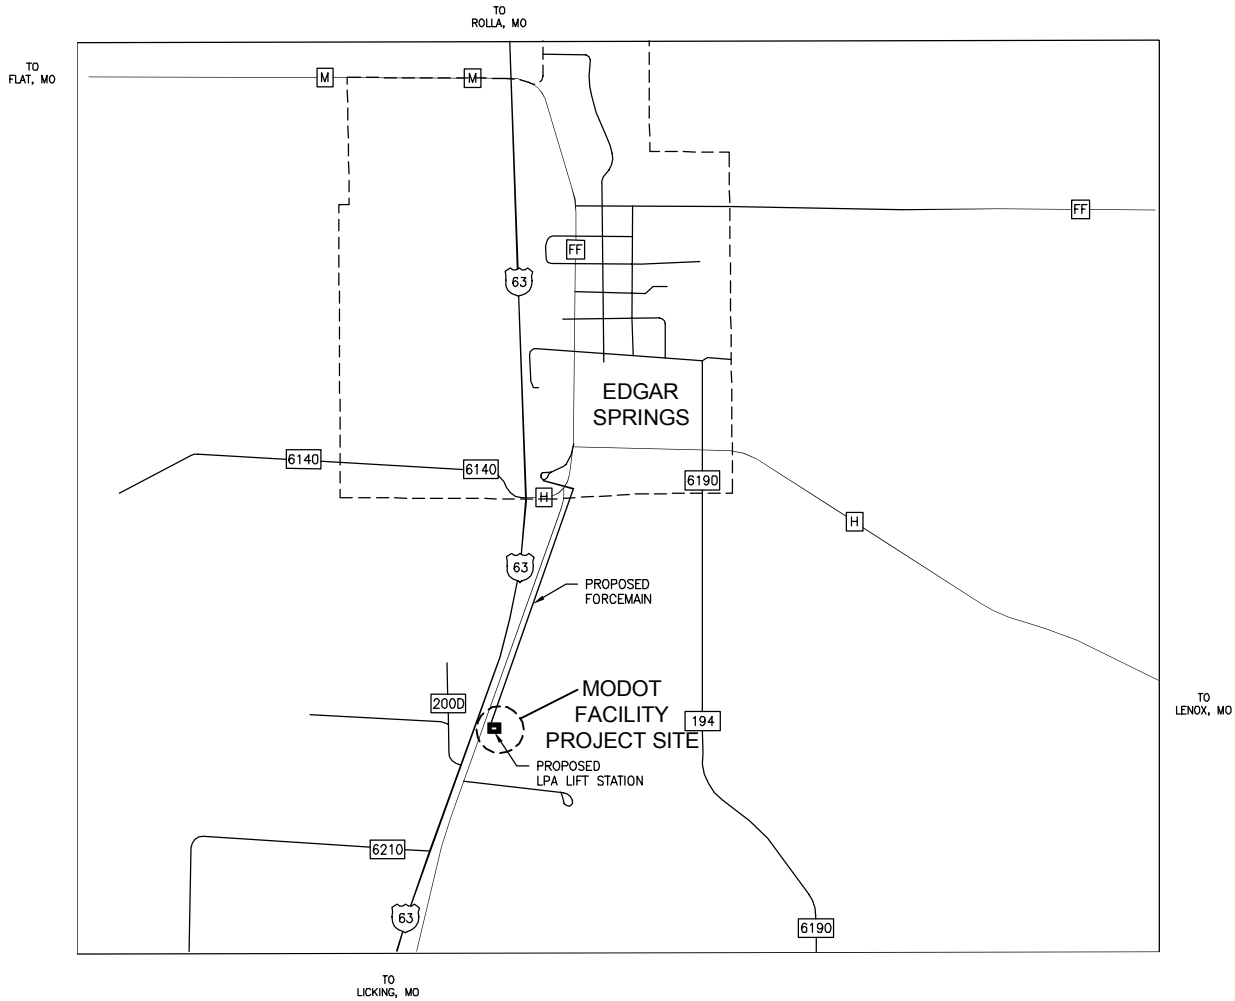 TO
ROLLA, MO
TO
FLAT, MO
M
M
FF
FF
63
EDGAR
SPRINGS
6140
6140
6190
H
H
63
PROPOSED
FORCEMAIN
MODOT
FACILITY
PROJECT SITE
200D
194
TO
LENOX, MO
PROPOSED
LPA LIFT STATION
6210
63
6190
TO
LICKING, MO